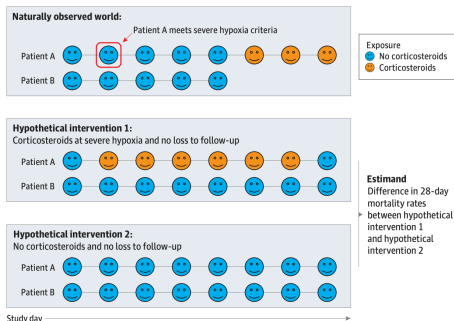 Naturally observed world:
Patient A meets severe hypoxia criteria
Patient A
Patient B
Exposure
No corticosteroids
Corticosteroids
Hypothetical intervention 1:
Corticosteroids at severe hypoxia and no loss to follow-up
Patient A
Patient B
Estimand
Difference in 28-day
mortality rates
between hypothetical
intervention 1
and hypothetical
intervention 2
Hypothetical intervention 2:
No corticosteroids and no loss to follow-up
Patient A
Patient B
Study day